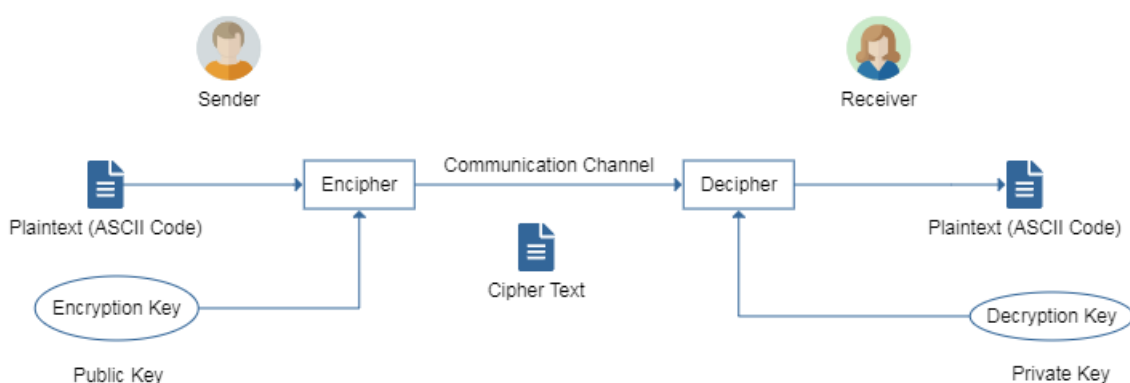 Sender
Receiver
Communication Channel
Encipher
Decipher
Plaintext (ASCII Code)
Plaintext (ASCII Code)
Cipher Text
Encryption Key
Decryption Key
Public Key
Private Key